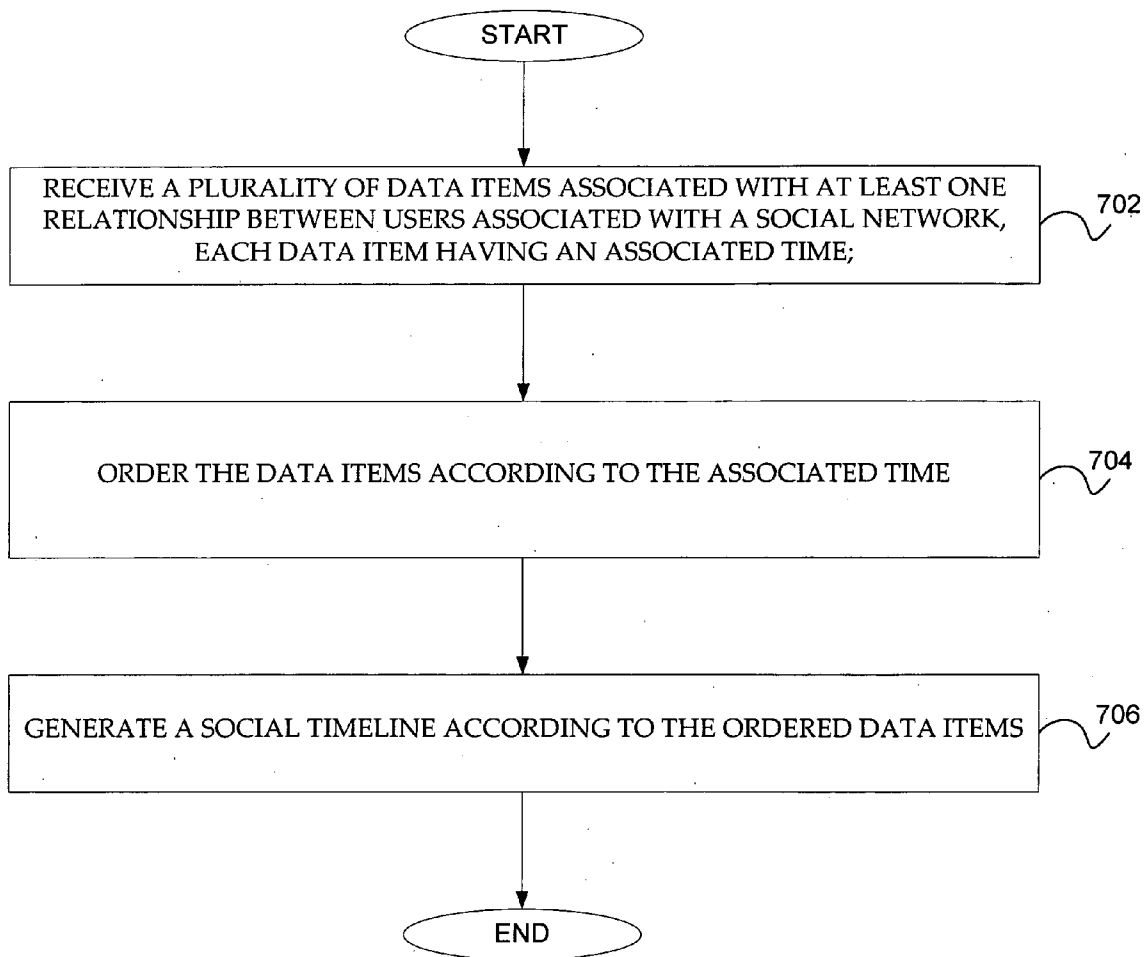 START
RECEIVE A PLURALITY OF DATA ITEMS ASSOCIATED WITH AT LEAST ONE
RELATIONSHIP BETWEEN USERS ASSOCIATED WITH A SOCIAL NETWORK,
EACH DATA ITEM HAVING AN ASSOCIATED TIME;
702
ORDER THE DATA ITEMS ACCORDING TO THE ASSOCIATED TIME
704
GENERATE A SOCIAL TIMELINE ACCORDING TO THE ORDERED DATA ITEMS
706
END